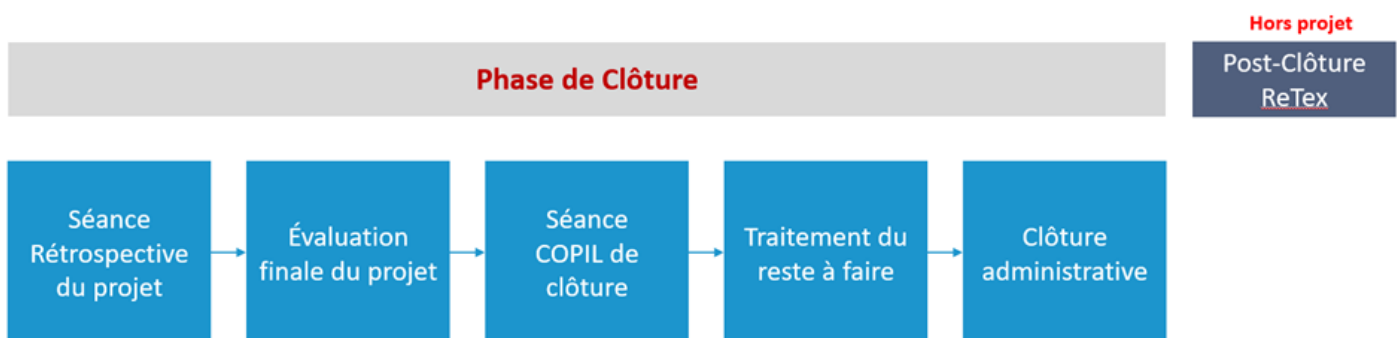 Hors projet
Phase de Clôture
Post-Clôture
ReTex
Séance
Rétrospective
du projet
Évaluation
finale du projet
Séance
COPIL de
clôture
Traitement du
reste à faire
Clôture
administrative